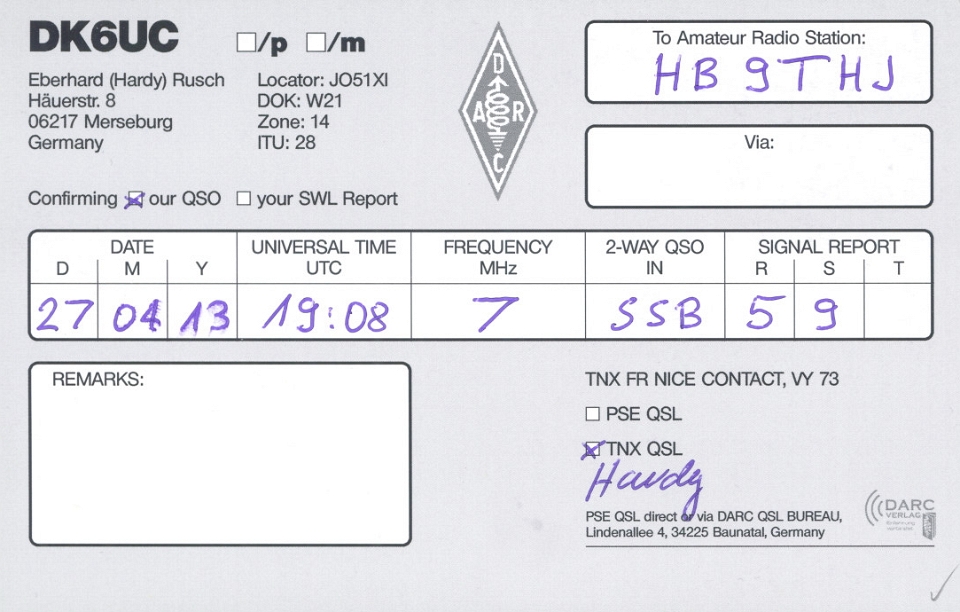 DK6UC /p /m
Eberhard (Hardy) Rusch
Häuerstr. 8
06217 Merseburg
Germany
Locator: JO51XI
DOK: W21
Zone: 14
ITU: 28
D
A R
C
To Amateur Radio Station:
HB9THJ
Via:
Confirming our QSO your SWL Report
DATE UNIVERSAL TIME FREQUENCY 2-WAY QSO SIGNAL REPORT
D M Y UTC MHz IN R S T
27 04 13 19:08 7 SSB 5 9
REMARKS:
TNX FR NICE CONTACT, VY 73
PSE QSL
TNX QSL
Hardy
PSE QSL direct or via DARC QSL BUREAU,
Lindenallee 4, 34225 Baunatal, Germany
DARC
VERLAG